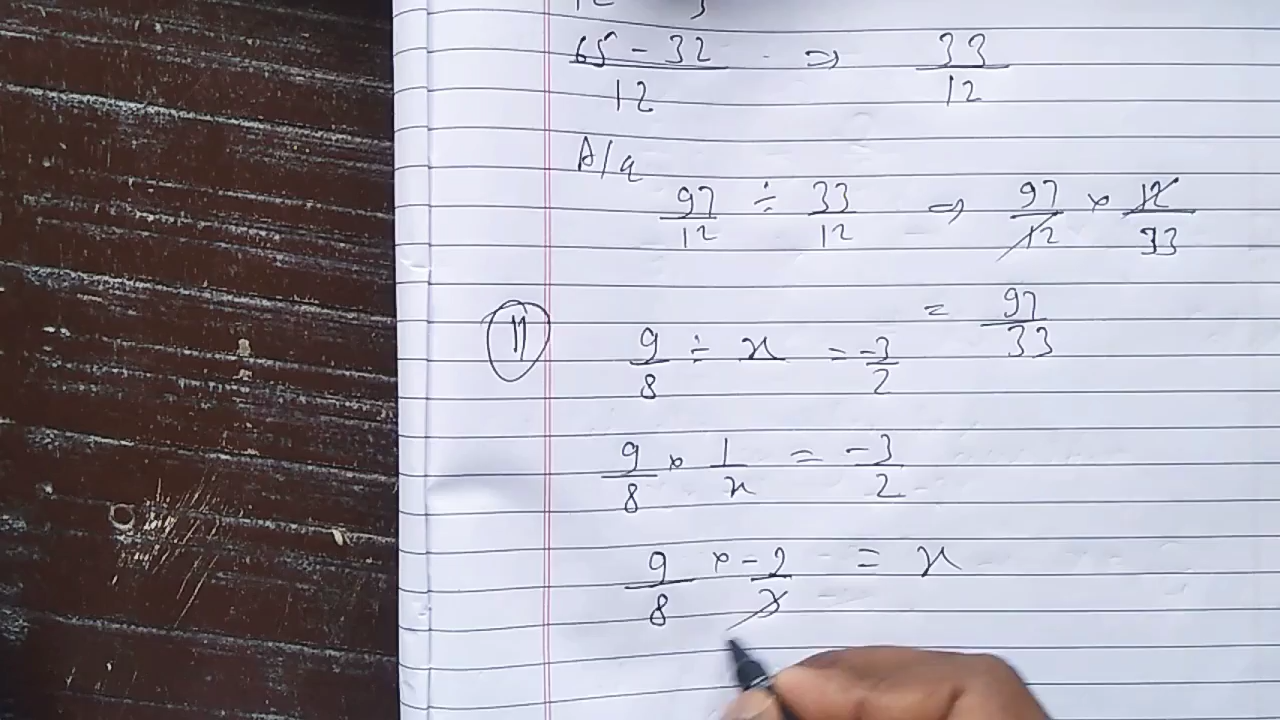 65 - 32 / 12 ⇒ 33 / 12
A/q
97/12 ÷ 33/12 ⇒ 97/12 × 12/33
= 97/33
11 9/8 ÷ x = -3/2
9/8 × 1/x = -3/2
9/8 × -2/3 = x